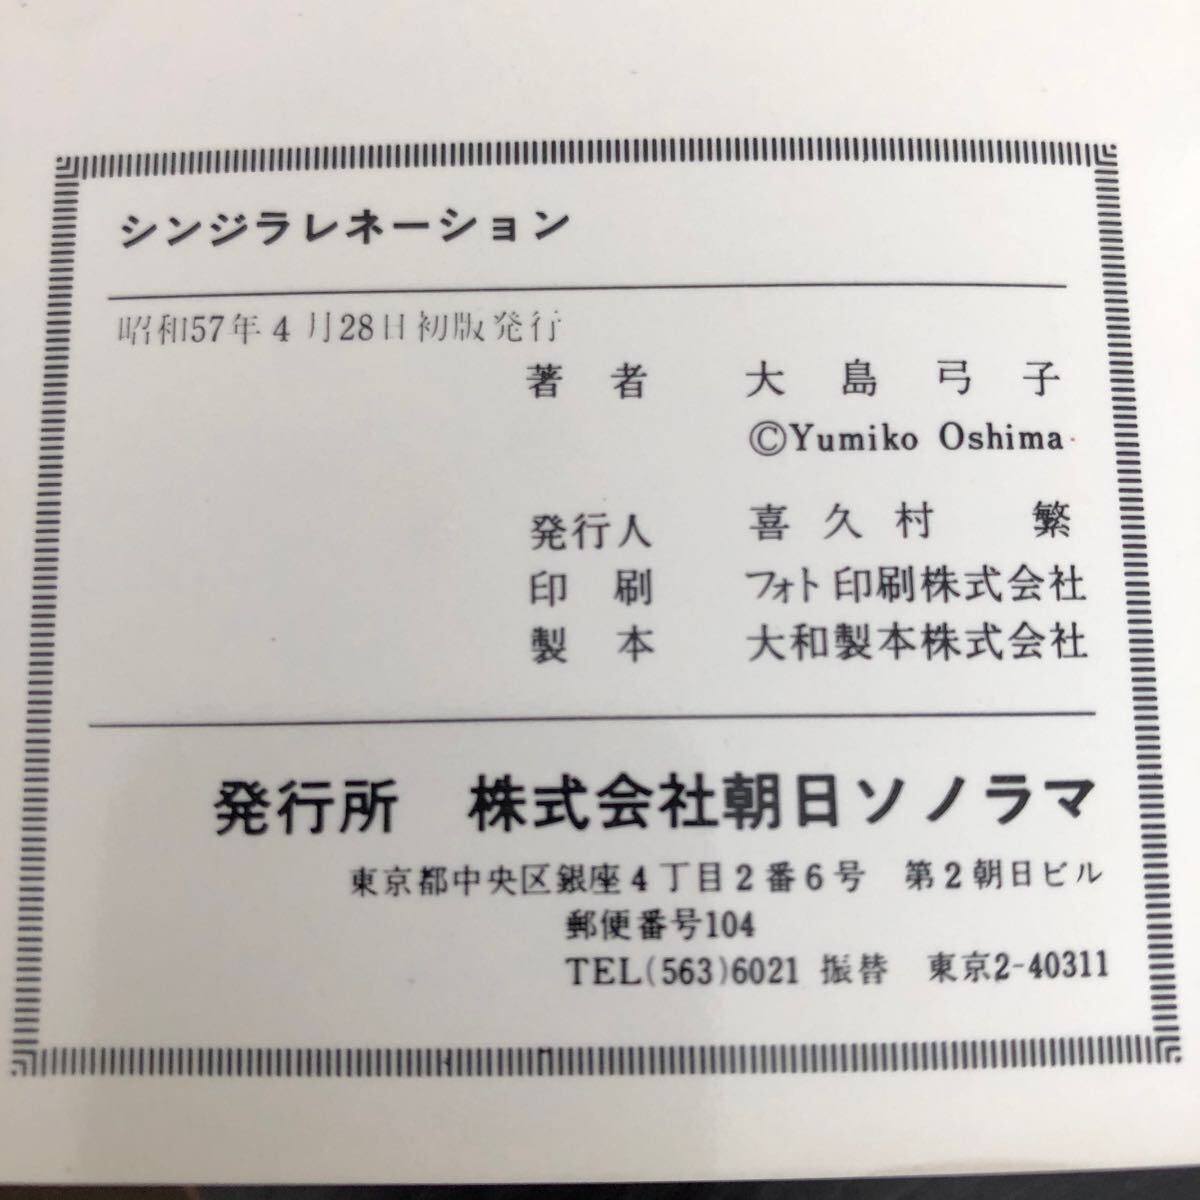 シンジラレネーション
昭和57年4月28日初版発行
著者 大島弓子
©Yumiko Oshima
発行人 喜久村 繁
印刷 フォト印刷株式会社
製本 大和製本株式会社
発行所 株式会社朝日ソノラマ
東京都中央区銀座4丁目2番6号 第2朝日ビル
郵便番号104
TEL(563)6021 振替 東京2-40311